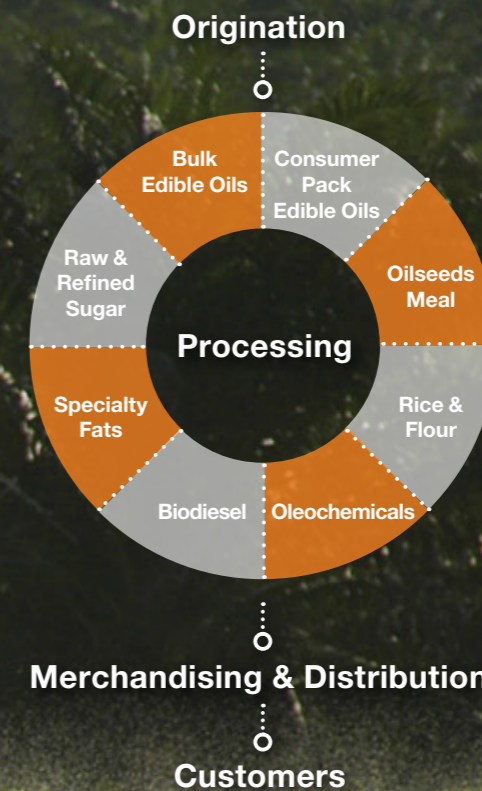 Origination
Bulk
Edible Oils
Consumer
Pack
Edible Oils
Raw &
Refined
Sugar
Oilseeds
Meal
Processing
Specialty
Fats
Rice &
Flour
Biodiesel
Oleochemicals
Merchandising & Distribution
Customers